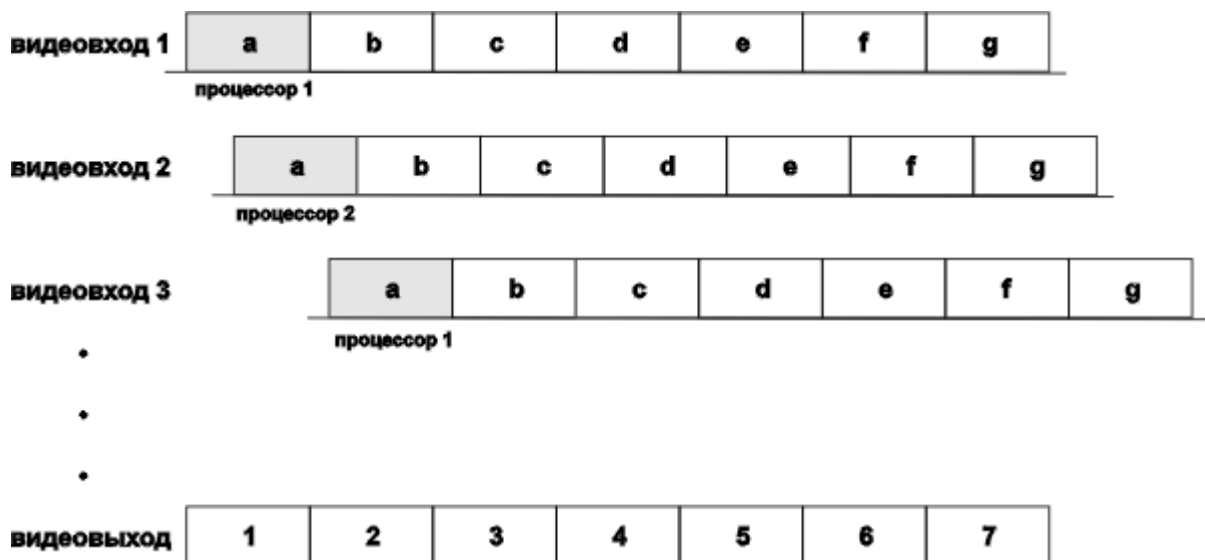 видеовход 1 a b c d e f g
процессор 1
видеовход 2 a b c d e f g
процессор 2
видеовход 3 a b c d e f g
процессор 1
видеовыход 1 2 3 4 5 6 7